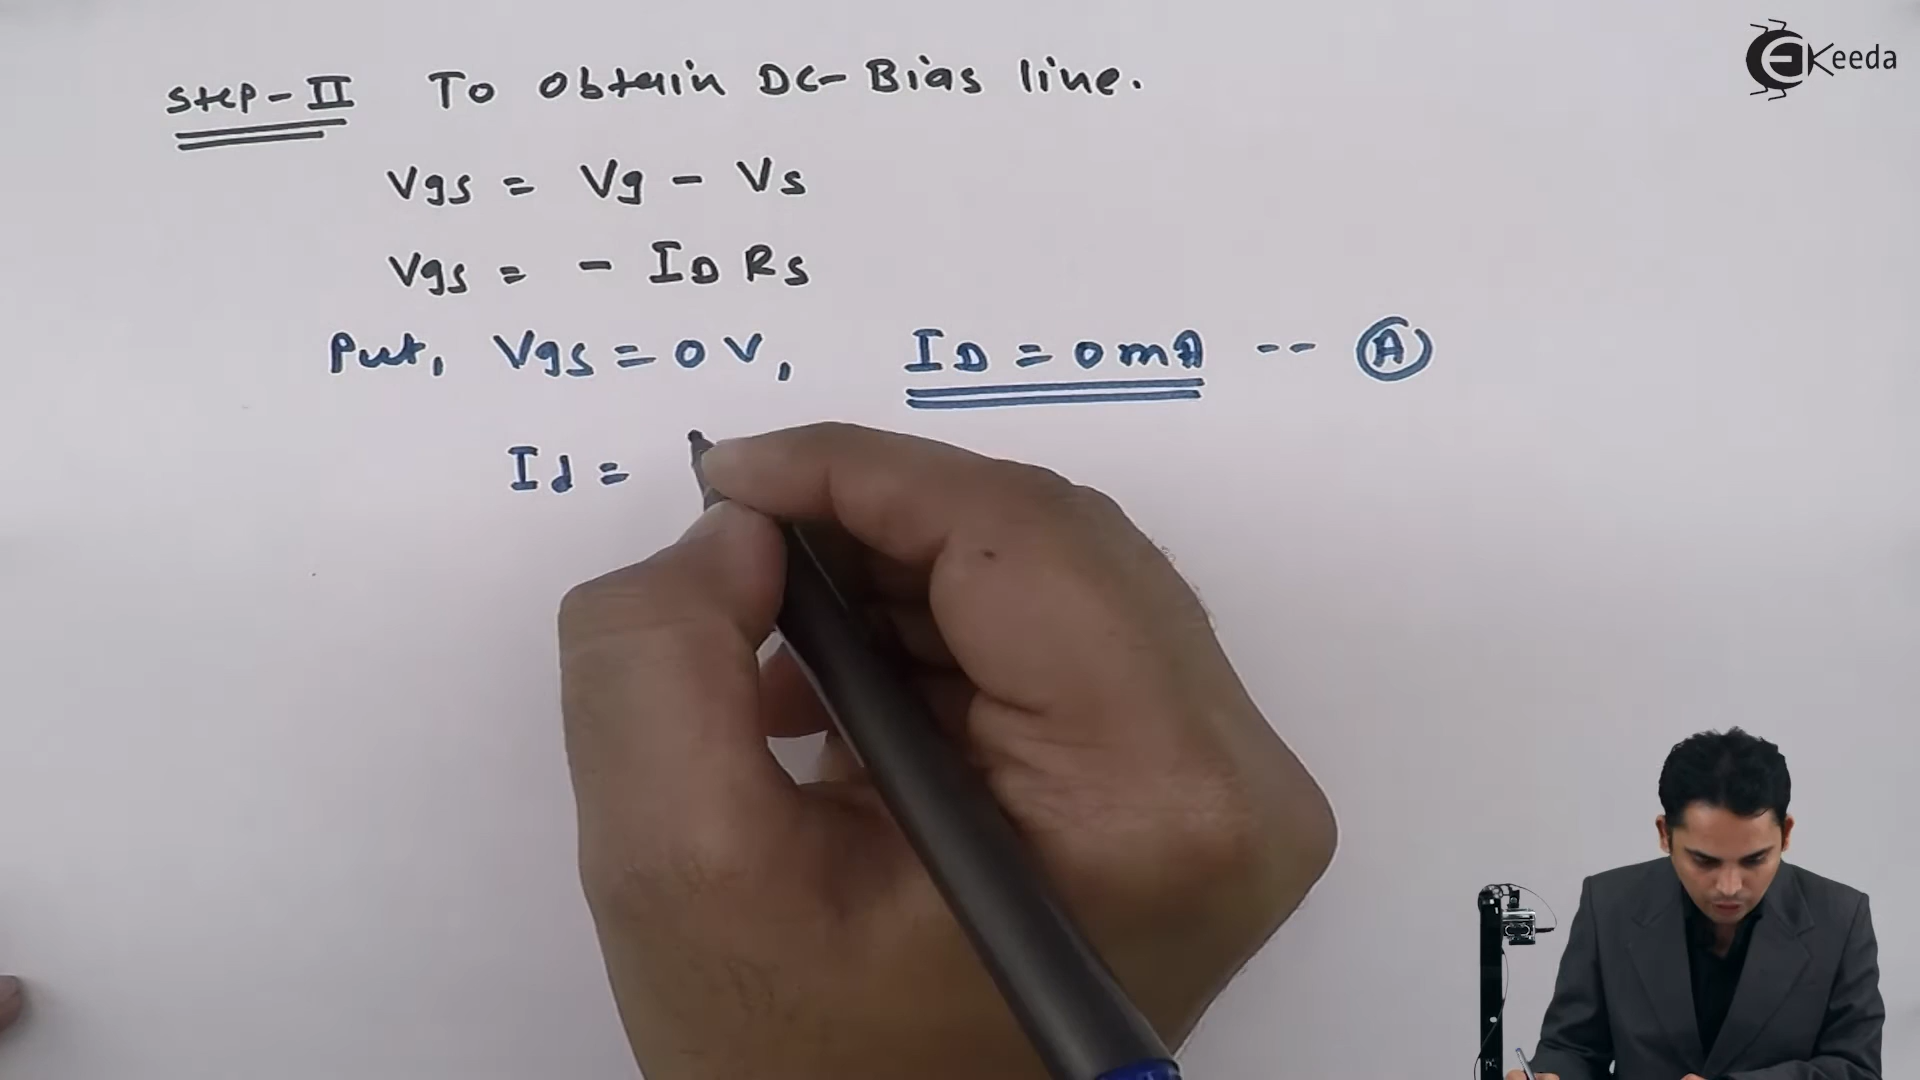 EKeeda
Step-II To Obtain DC-Bias line.
Vgs = Vg - Vs
Vgs = - ID RS
Put, Vgs = 0 V, ID = 0 mA -- A
Id =